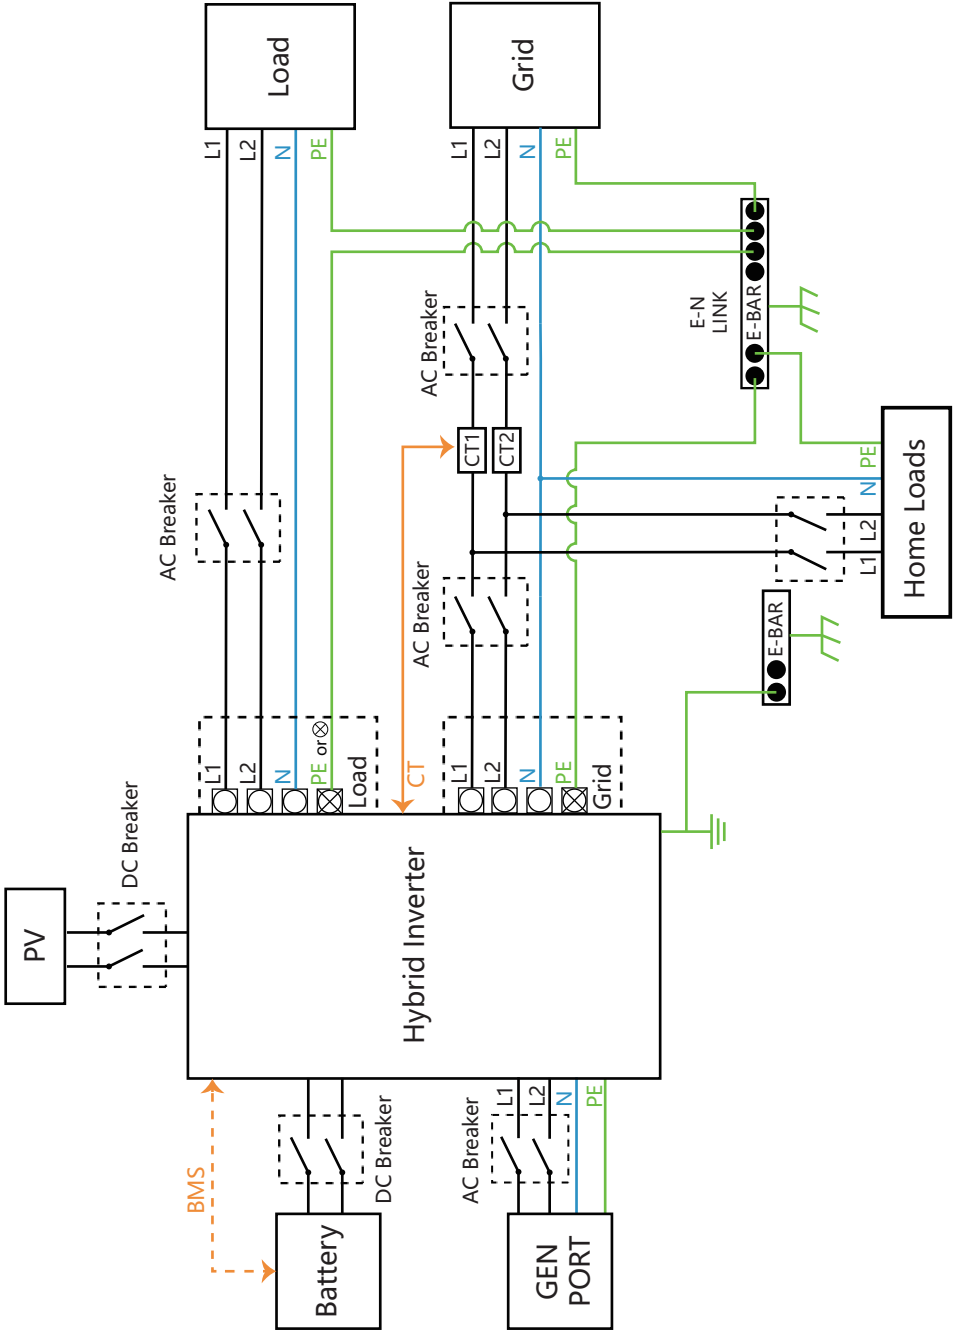 Load
Grid
L1
L2
N
PE
L1
L2
N
PE
E-N
LINK
E-BAR
AC Breaker
CT1
CT2
AC Breaker
AC Breaker
PE
N
L2
L1
Home Loads
E-BAR
L1
L2
N
PE or
Load
CT
L1
L2
N
PE
Grid
DC Breaker
PV
Hybrid Inverter
BMS
DC Breaker
Battery
AC Breaker
L1
L2
N
PE
GEN
PORT